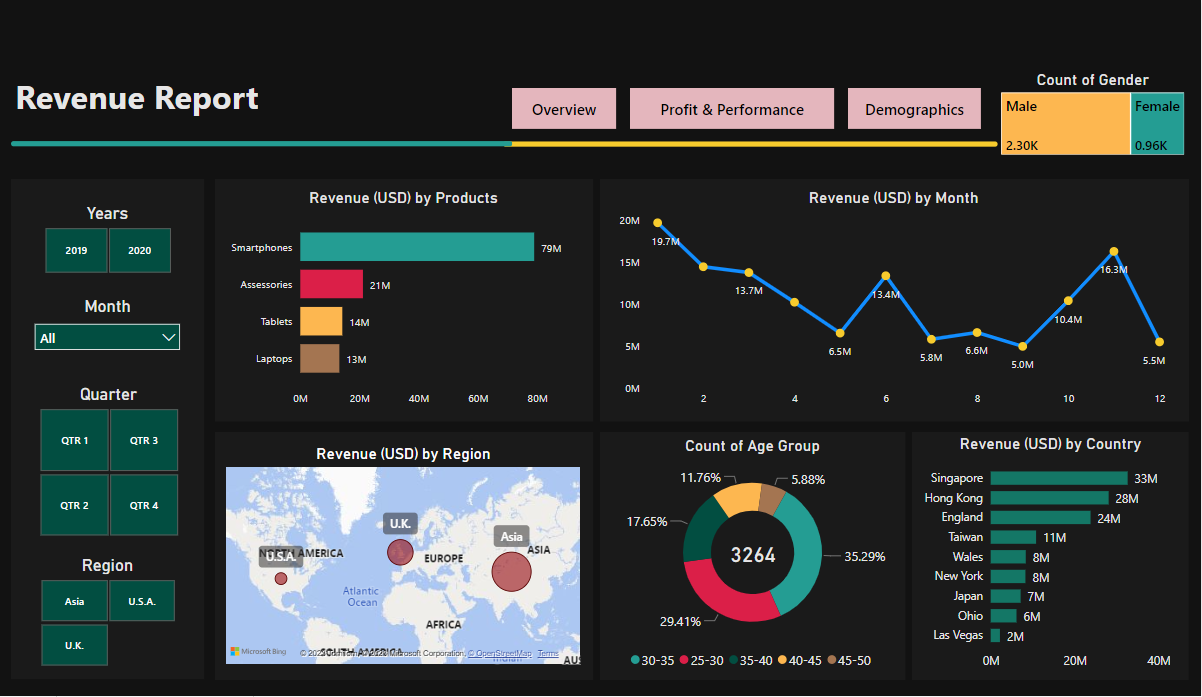 Count of Gender
Revenue Report
Overview
Profit & Performance
Demographics
Male
Female
2.30K
0.96K
Years
2019
2020
Month
All
Quarter
QTR 1
QTR 3
QTR 2
QTR 4
Region
Asia
U.S.A.
U.K.
Revenue (USD) by Products
Smartphones
79M
Assessories
21M
Tablets
14M
Laptops
13M
0M
20M
40M
60M
80M
Revenue (USD) by Month
20M
15M
10M
5M
0M
19.7M
13.7M
6.5M
13.4M
5.8M
6.6M
5.0M
10.4M
16.3M
5.5M
2
4
6
8
10
12
Revenue (USD) by Region
U.K.
Asia
U.S.A.
NORTH AMERICA
EUROPE
ASIA
Atlantic
Ocean
AFRICA
SOUTH AMERICA
AU
Microsoft Bing
Microsoft Corporation, © OpenStreetMap Terms
Count of Age Group
11.76%
5.88%
17.65%
3264
35.29%
29.41%
30-35
25-30
35-40
40-45
45-50
Revenue (USD) by Country
Singapore
33M
Hong Kong
28M
England
24M
Taiwan
11M
Wales
8M
New York
8M
Japan
7M
Ohio
6M
Las Vegas
2M
0M
20M
40M